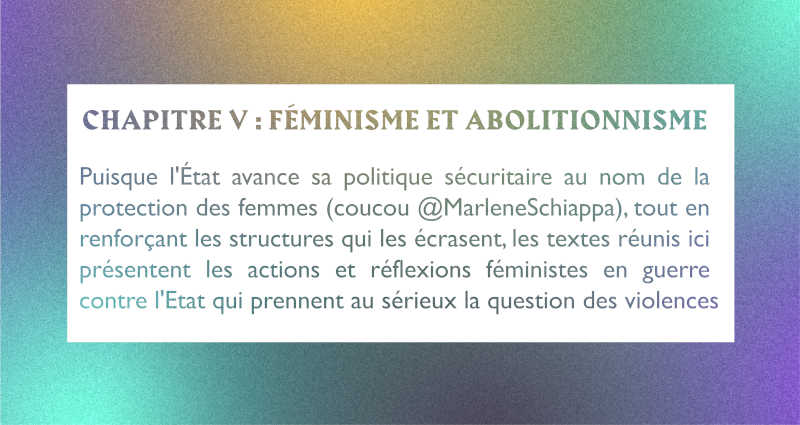 CHAPITRE V : FÉMINISME ET ABOLITIONNISME
Puisque l'État avance sa politique sécuritaire au nom de la
protection des femmes (coucou @MarleneSchiappa), tout en
renforçant les structures qui les écrasent, les textes réunis ici
présentent les actions et réflexions féministes en guerre
contre l'Etat qui prennent au sérieux la question des violences